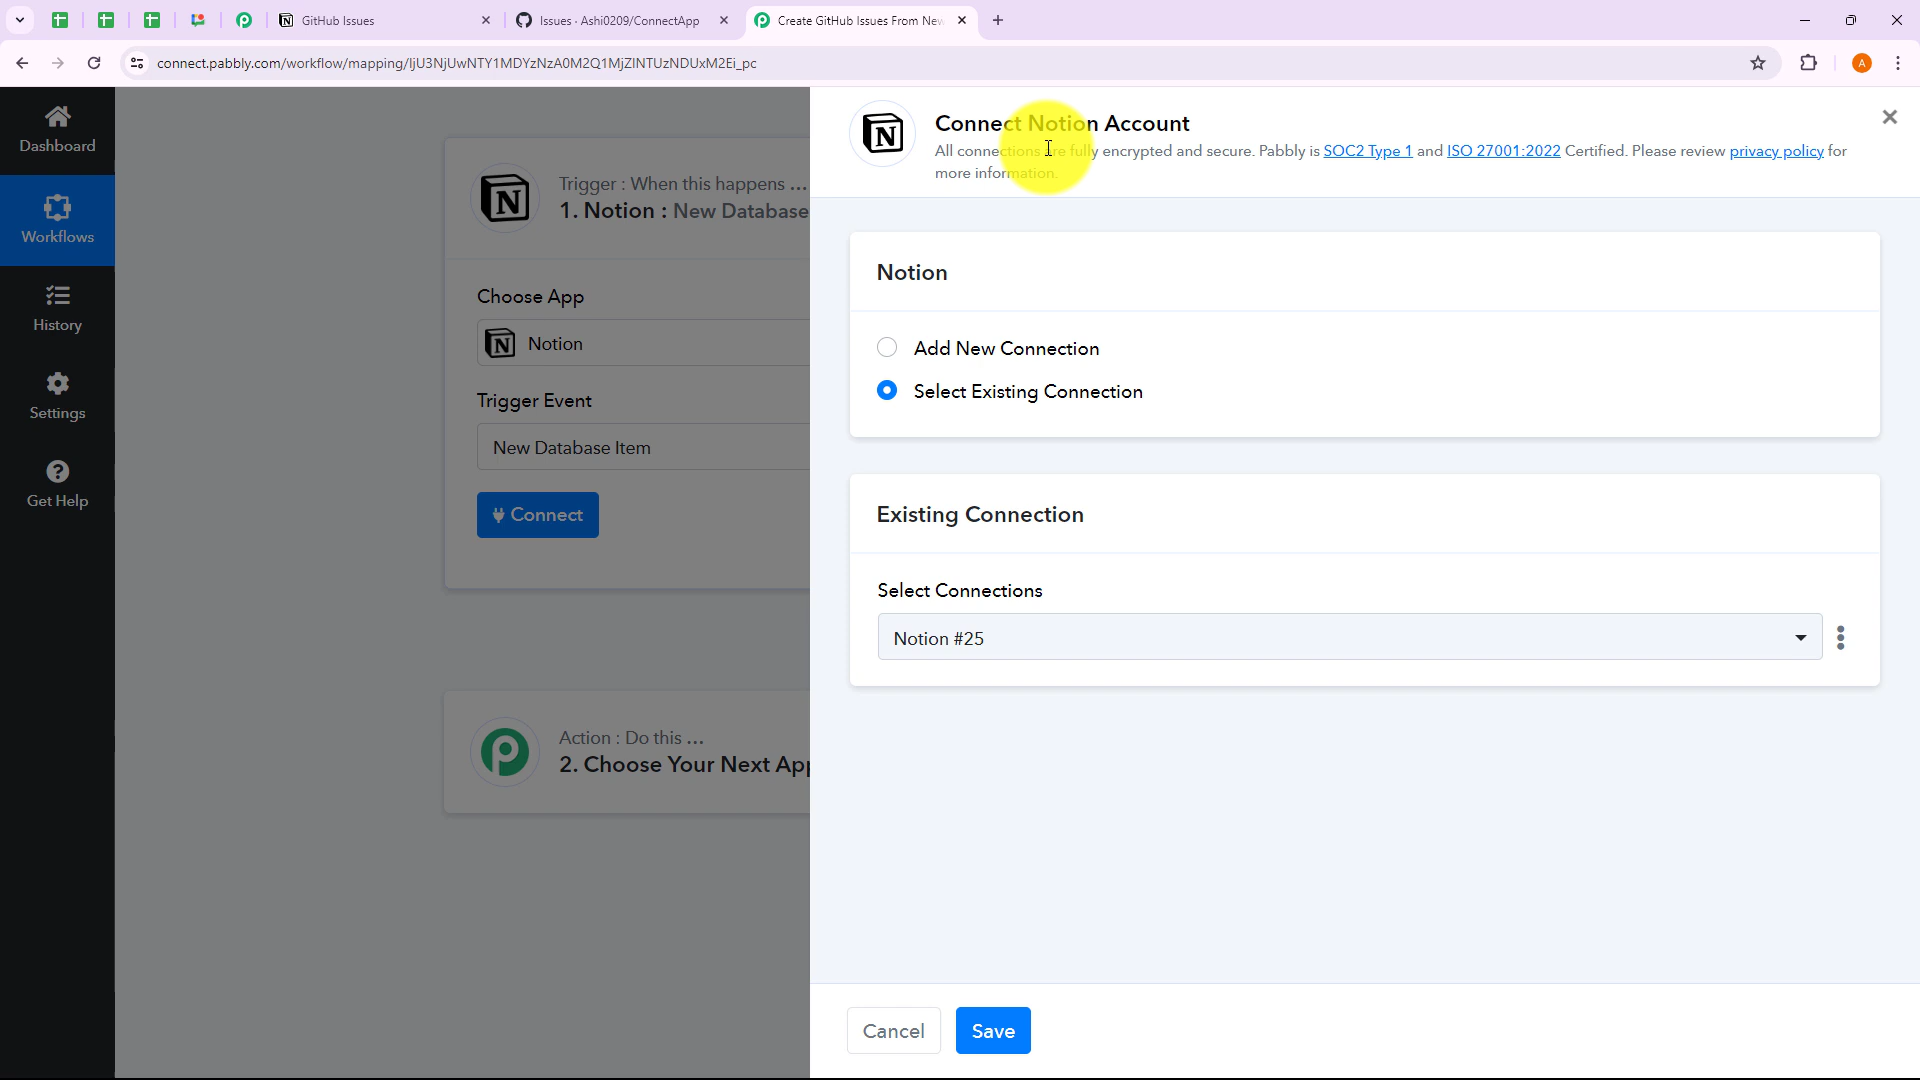 GitHub Issues
Issues · Ashi0209/ConnectApp
Create GitHub Issues From New
connect.pabbly.com/workflow/mapping/IjU3NjUwNTY1MDYzNzA0M2Q1MjZlNTUzNDUxM2Ei_pc
A
Dashboard
Workflows
History
Settings
Get Help
Trigger : When this happens ...
1. Notion : New Database
Choose App
Notion
Trigger Event
New Database Item
Connect
Action : Do this ...
2. Choose Your Next App
Connect Notion Account
All connections are fully encrypted and secure. Pabbly is SOC2 Type 1 and ISO 27001:2022 Certified. Please review privacy policy for
more information.
Notion
Add New Connection
Select Existing Connection
Existing Connection
Select Connections
Notion #25
Cancel
Save